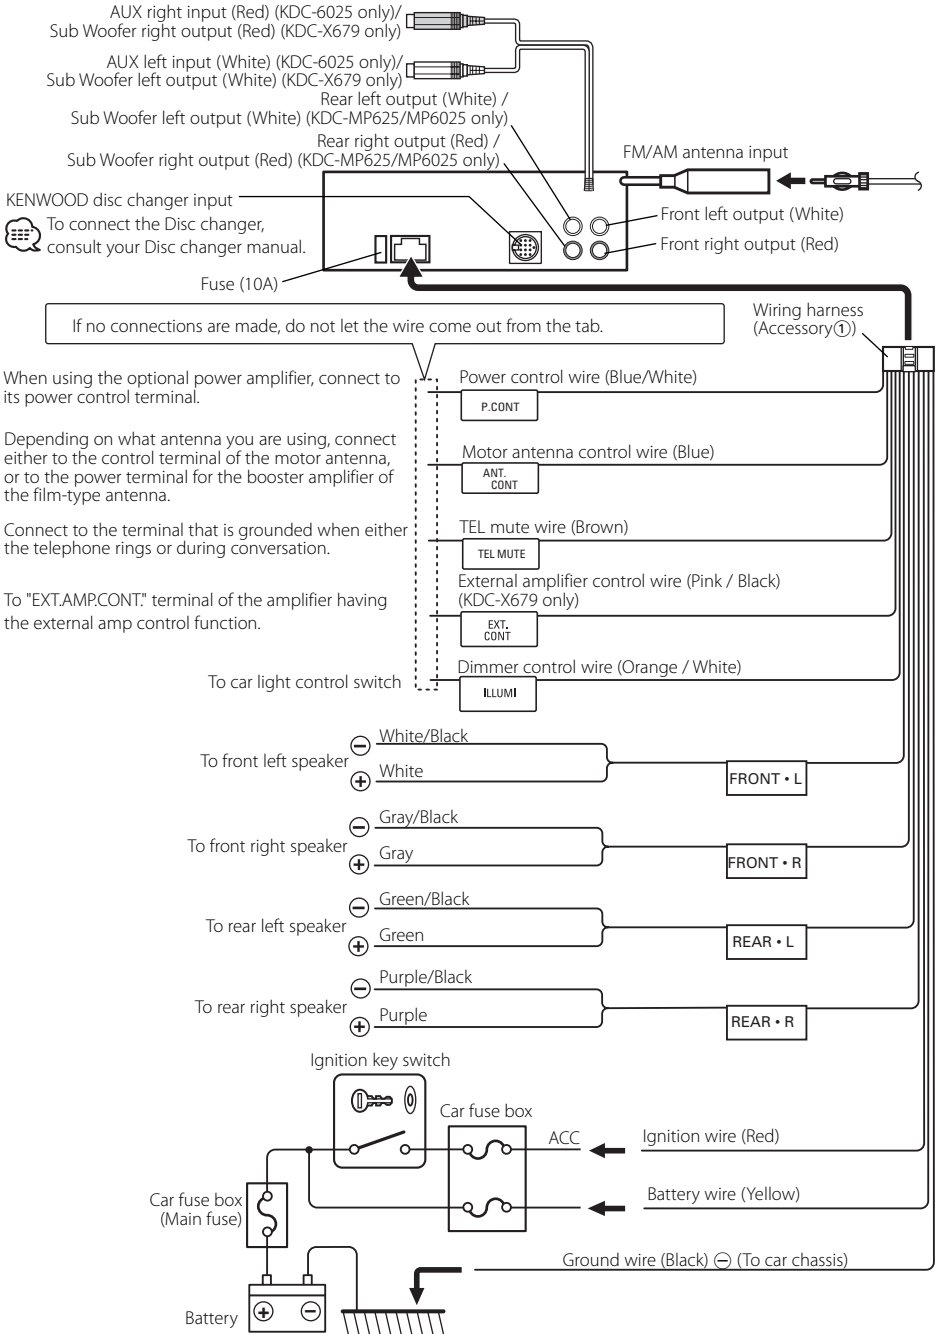 AUX right input (Red) (KDC-6025 only)/
Sub Woofer right output (Red) (KDC-X679 only)
AUX left input (White) (KDC-6025 only)/
Sub Woofer left output (White) (KDC-X679 only)
Rear left output (White) /
Sub Woofer left output (White) (KDC-MP625/MP6025 only)
Rear right output (Red) /
Sub Woofer right output (Red) (KDC-MP625/MP6025 only)
FM/AM antenna input
KENWOOD disc changer input
To connect the Disc changer,
consult your Disc changer manual.
Front left output (White)
Front right output (Red)
Fuse (10A)
If no connections are made, do not let the wire come out from the tab.
Wiring harness
(Accessory①)
When using the optional power amplifier, connect to
its power control terminal.
Power control wire (Blue/White)
P.CONT
Depending on what antenna you are using, connect
either to the control terminal of the motor antenna,
or to the power terminal for the booster amplifier of
the film-type antenna.
Motor antenna control wire (Blue)
ANT.
CONT
Connect to the terminal that is grounded when either
the telephone rings or during conversation.
TEL mute wire (Brown)
TEL MUTE
To "EXT.AMP.CONT." terminal of the amplifier having
the external amp control function.
External amplifier control wire (Pink / Black)
(KDC-X679 only)
EXT.
CONT
To car light control switch
Dimmer control wire (Orange / White)
ILLUMI
To front left speaker
White/Black
White
FRONT • L
To front right speaker
Gray/Black
Gray
FRONT • R
To rear left speaker
Green/Black
Green
REAR • L
To rear right speaker
Purple/Black
Purple
REAR • R
Ignition key switch
Car fuse box
ACC
Ignition wire (Red)
Car fuse box
(Main fuse)
Battery wire (Yellow)
Ground wire (Black) ⊖ (To car chassis)
Battery